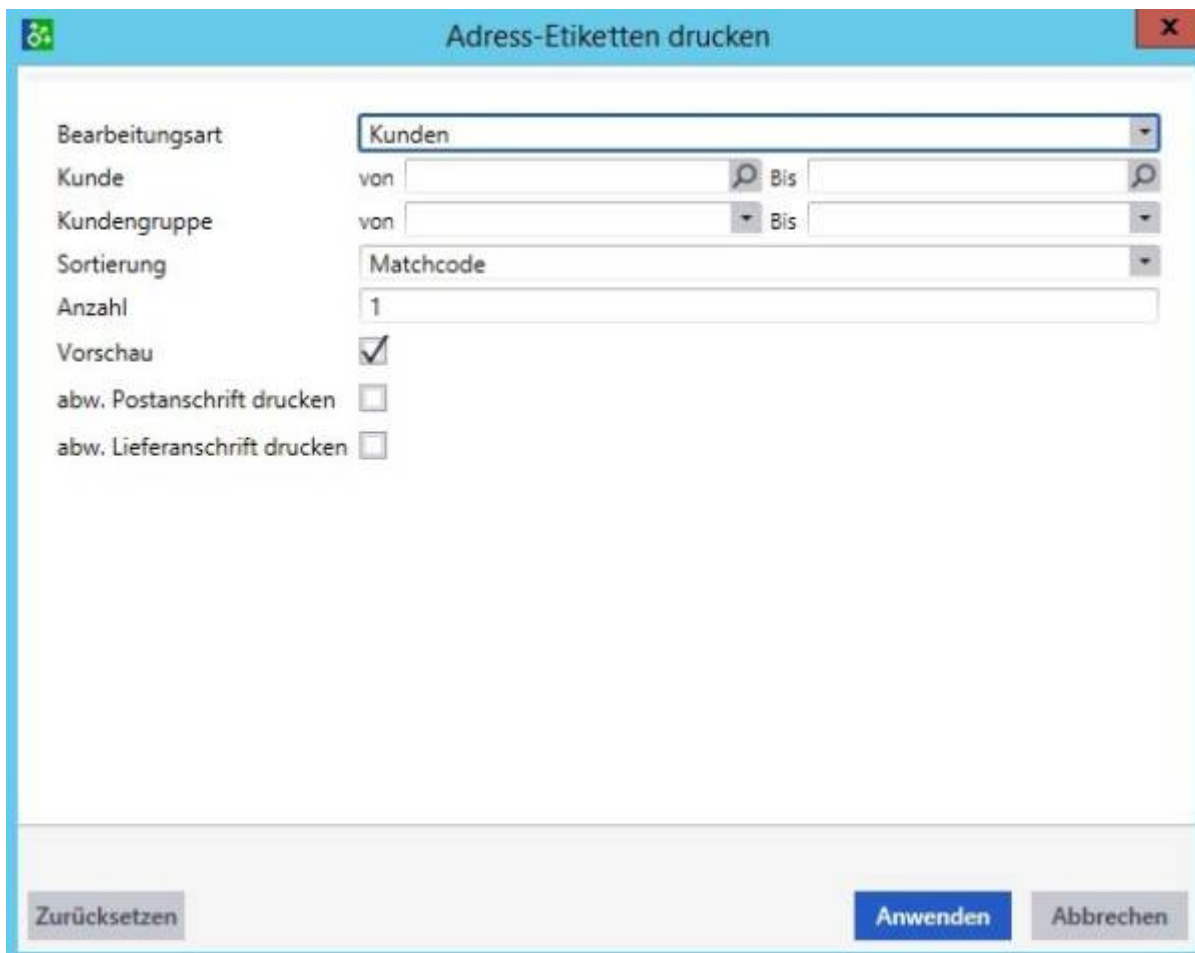 Adress-Etiketten drucken
x
Bearbeitungsart Kunden
Kunde von Bis
Kundengruppe von Bis
Sortierung Matchcode
Anzahl 1
Vorschau
abw. Postanschrift drucken
abw. Lieferanschrift drucken
Zurücksetzen Anwenden Abbrechen